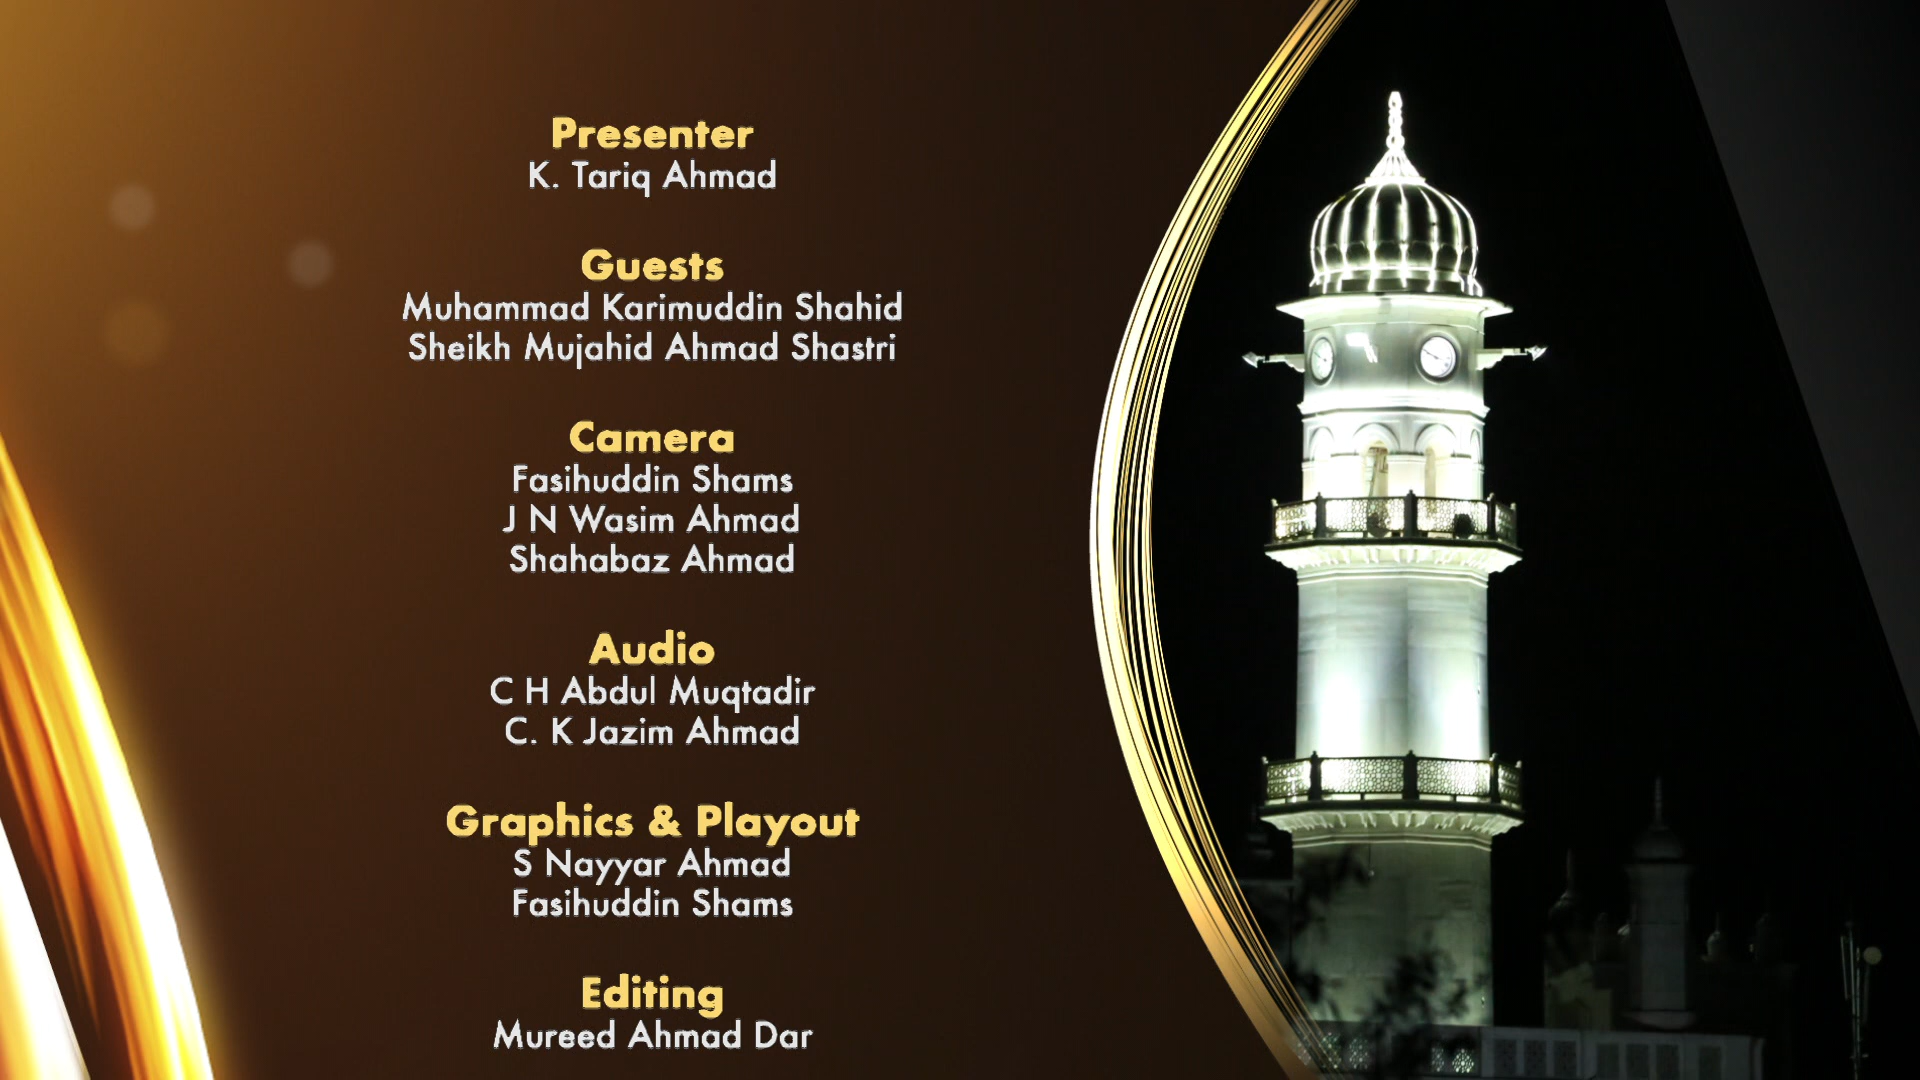 Presenter
K. Tariq Ahmad
Guests
Muhammad Karimuddin Shahid
Sheikh Mujahid Ahmad Shastri
Camera
Fasihuddin Shams
J N Wasim Ahmad
Shahabaz Ahmad
Audio
C H Abdul Muqtadir
C. K Jazim Ahmad
Graphics & Playout
S Nayyar Ahmad
Fasihuddin Shams
Editing
Mureed Ahmad Dar